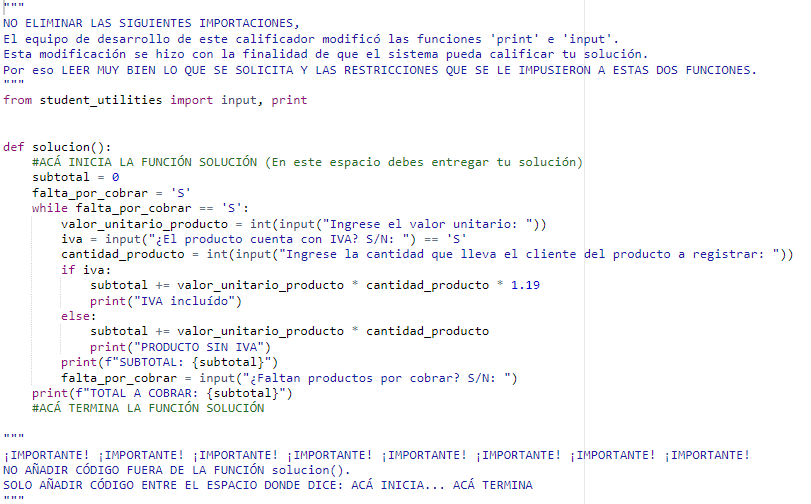 """
NO ELIMINAR LAS SIGUIENTES IMPORTACIONES,
El equipo de desarrollo de este calificador modificó las funciones 'print' e 'input'.
Esta modificación se hizo con la finalidad de que el sistema pueda calificar tu solución.
Por eso LEER MUY BIEN LO QUE SE SOLICITA Y LAS RESTRICCIONES QUE SE LE IMPUSIERON A ESTAS DOS FUNCIONES.
"""
from student_utilities import input, print
def solucion():
    #ACÁ INICIA LA FUNCIÓN SOLUCIÓN (En este espacio debes entregar tu solución)
    subtotal = 0
    falta_por_cobrar = 'S'
    while falta_por_cobrar == 'S':
        valor_unitario_producto = int(input("Ingrese el valor unitario: "))
        iva = input("¿El producto cuenta con IVA? S/N: ") == 'S'
        cantidad_producto = int(input("Ingrese la cantidad que lleva el cliente del producto a registrar: "))
        if iva:
            subtotal += valor_unitario_producto * cantidad_producto * 1.19
            print("IVA incluído")
        else:
            subtotal += valor_unitario_producto * cantidad_producto
            print("PRODUCTO SIN IVA")
        print(f"SUBTOTAL: {subtotal}")
        falta_por_cobrar = input("¿Faltan productos por cobrar? S/N: ")
    print(f"TOTAL A COBRAR: {subtotal}")
    #ACÁ TERMINA LA FUNCIÓN SOLUCIÓN
"""
¡IMPORTANTE! ¡IMPORTANTE! ¡IMPORTANTE! ¡IMPORTANTE! ¡IMPORTANTE! ¡IMPORTANTE! ¡IMPORTANTE! ¡IMPORTANTE!
NO AÑADIR CÓDIGO FUERA DE LA FUNCIÓN solucion().
SOLO AÑADIR CÓDIGO ENTRE EL ESPACIO DONDE DICE: ACÁ INICIA... ACÁ TERMINA
"""